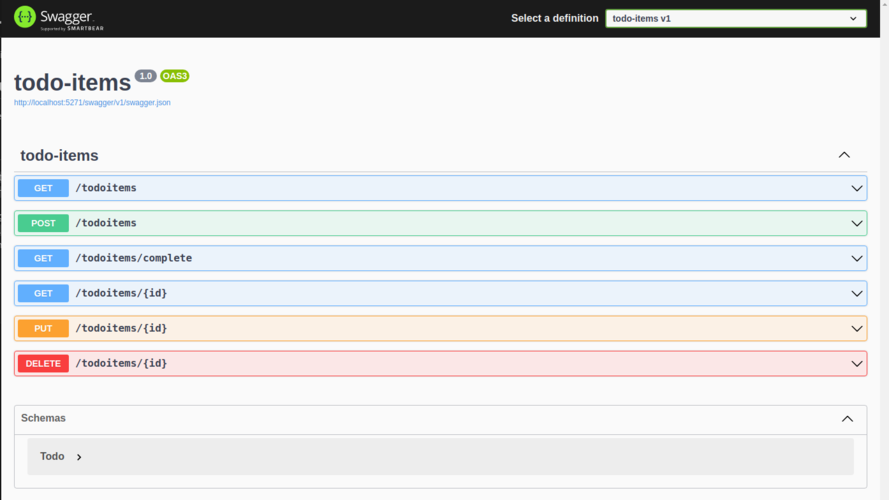 Swagger.
Supported by SMARTBEAR
Select a definition
todo-items v1
todo-items 1.0 OAS3
http://localhost:5271/swagger/v1/swagger.json
todo-items
GET /todoitems
POST /todoitems
GET /todoitems/complete
GET /todoitems/{id}
PUT /todoitems/{id}
DELETE /todoitems/{id}
Schemas
Todo